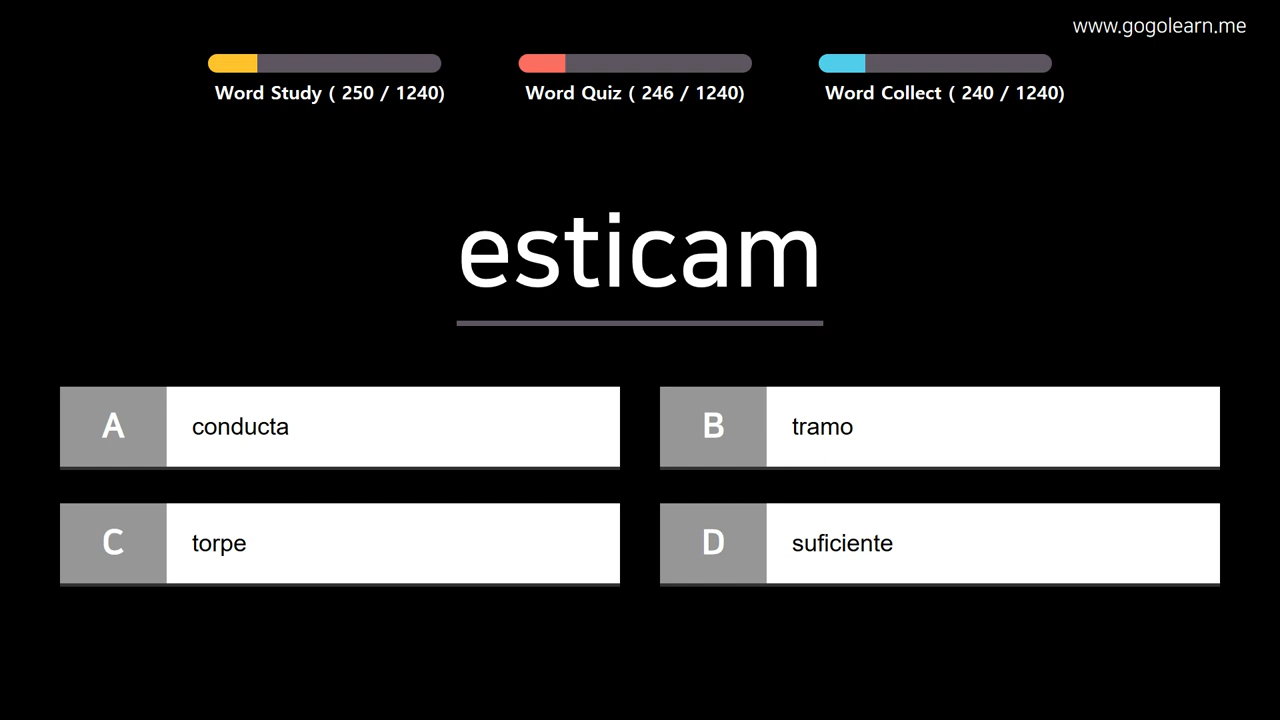 www.gogolearn.me
Word Study ( 250 / 1240)
Word Quiz ( 246 / 1240)
Word Collect ( 240 / 1240)
esticam
A conducta
B tramo
C torpe
D suficiente